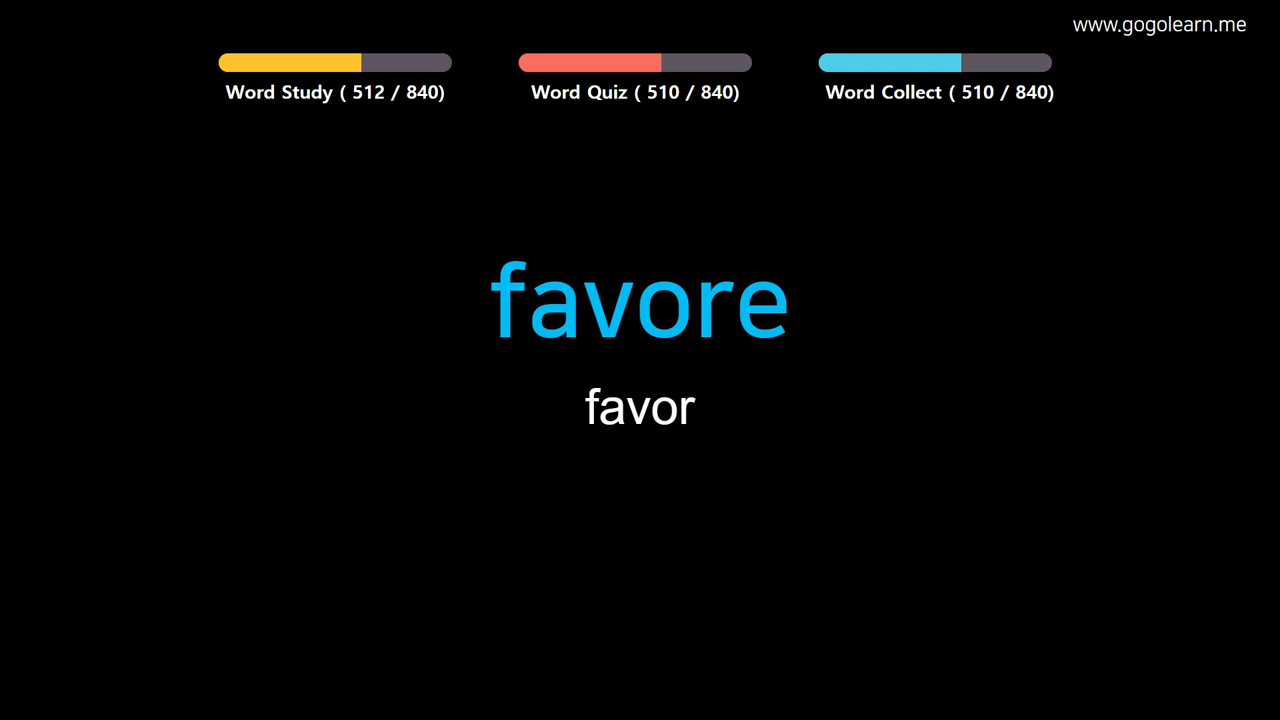 www.gogolearn.me
Word Study ( 512 / 840)
Word Quiz ( 510 / 840)
Word Collect ( 510 / 840)
favore
favor